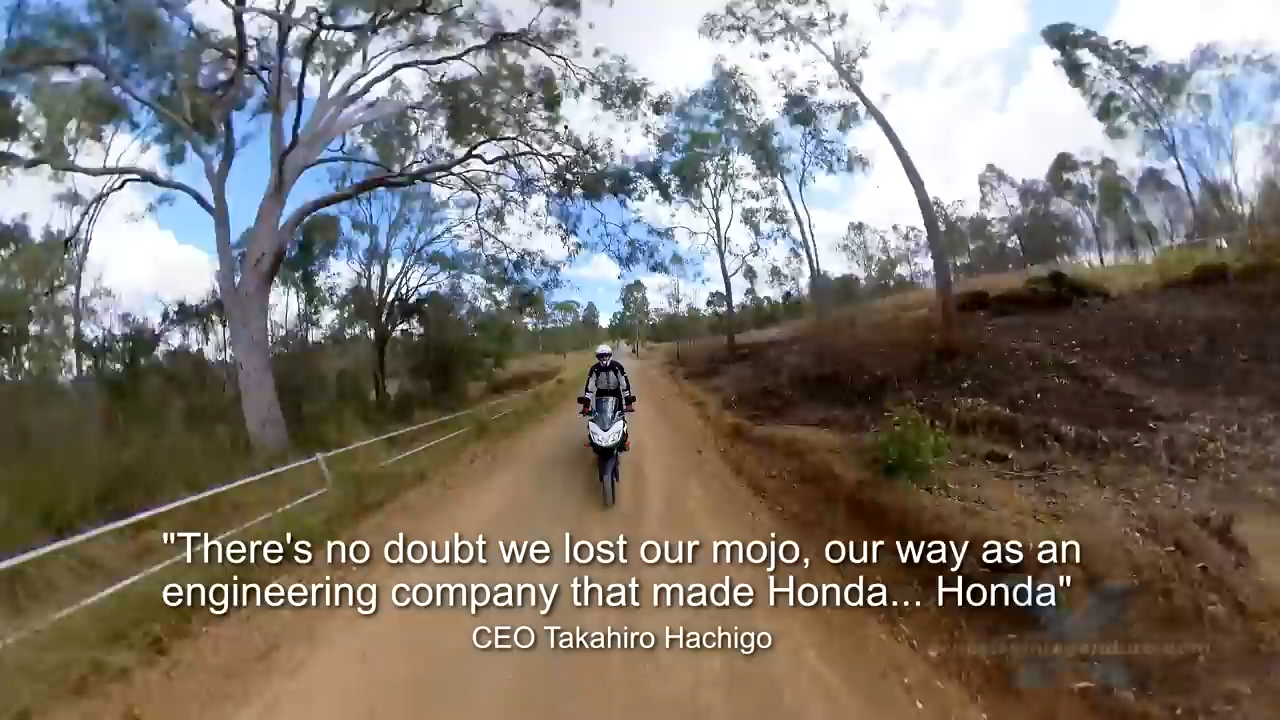 "There's no doubt we lost our mojo, our way as an
engineering company that made Honda... Honda"
CEO Takahiro Hachigo